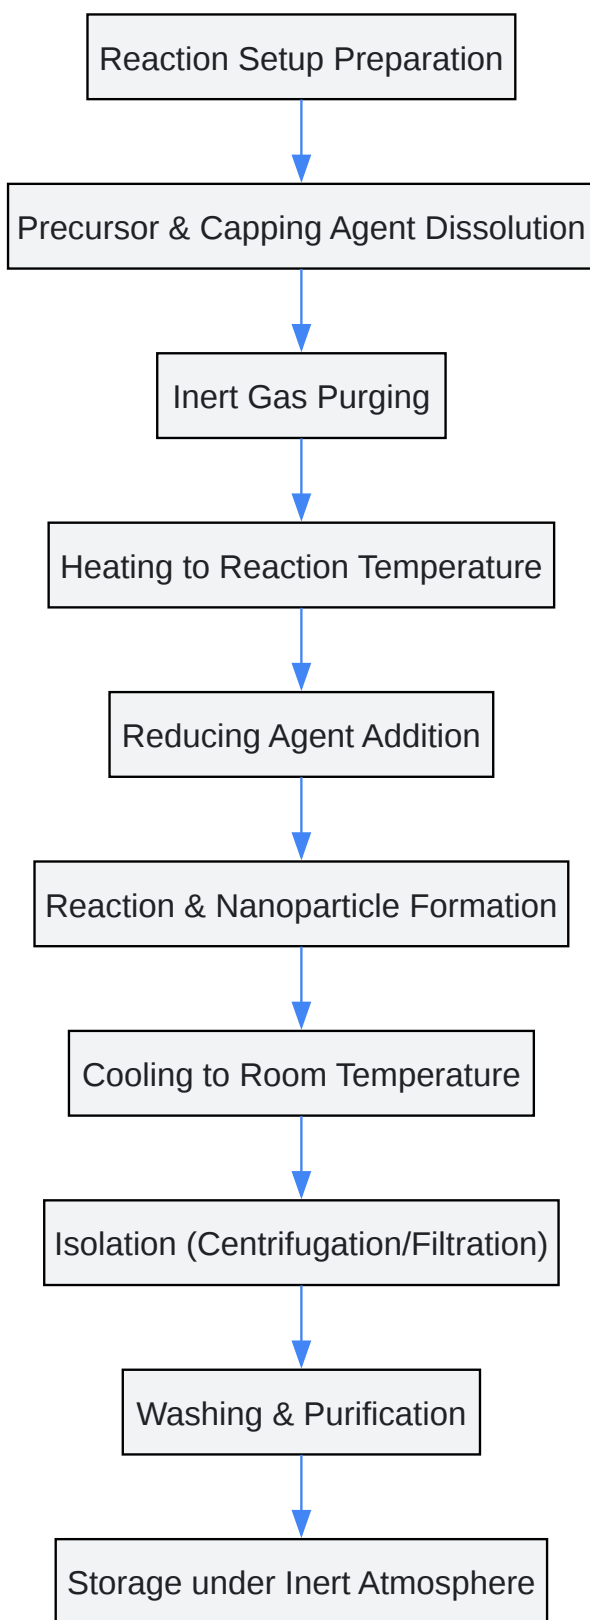 Reaction Setup Preparation
Precursor & Capping Agent Dissolution
Inert Gas Purging
Heating to Reaction Temperature
Reducing Agent Addition
Reaction & Nanoparticle Formation
Cooling to Room Temperature
Isolation (Centrifugation/Filtration)
Washing & Purification
Storage under Inert Atmosphere